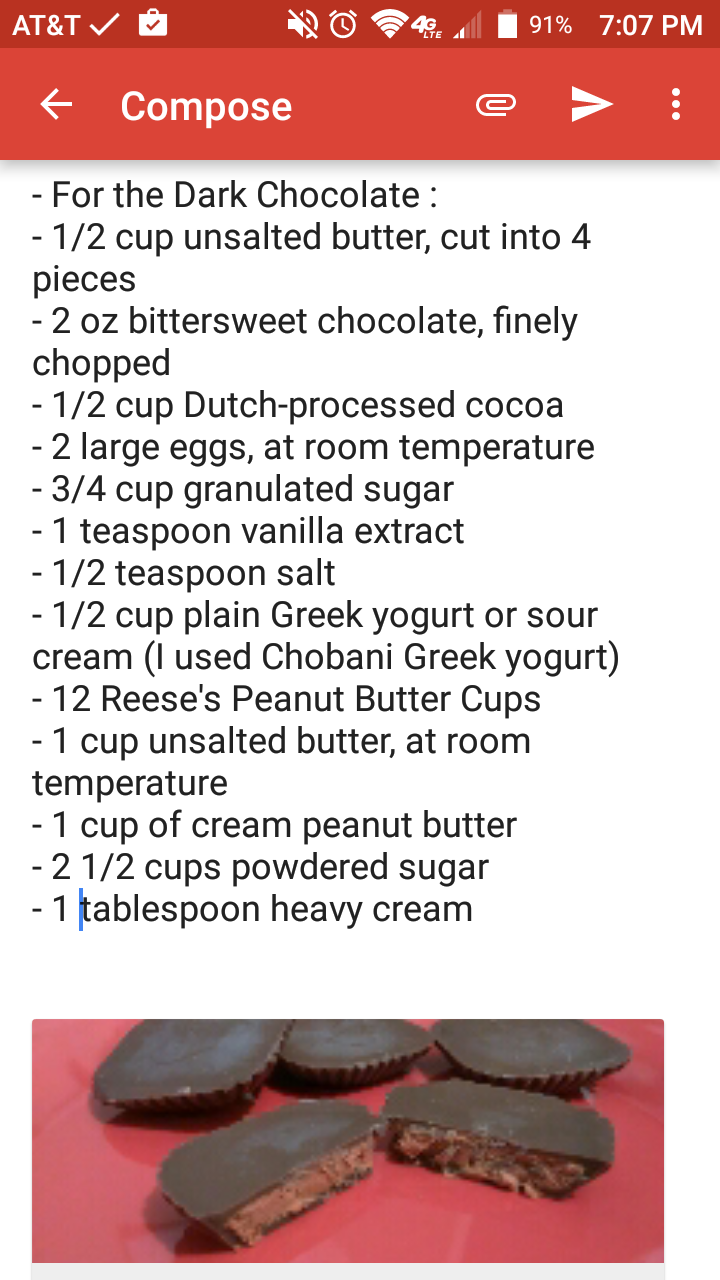 AT&T 4G LTE 91% 7:07 PM
Compose
- For the Dark Chocolate :
- 1/2 cup unsalted butter, cut into 4
pieces
- 2 oz bittersweet chocolate, finely
chopped
- 1/2 cup Dutch-processed cocoa
- 2 large eggs, at room temperature
- 3/4 cup granulated sugar
- 1 teaspoon vanilla extract
- 1/2 teaspoon salt
- 1/2 cup plain Greek yogurt or sour
cream (I used Chobani Greek yogurt)
- 12 Reese's Peanut Butter Cups
- 1 cup unsalted butter, at room
temperature
- 1 cup of cream peanut butter
- 2 1/2 cups powdered sugar
- 1 tablespoon heavy cream